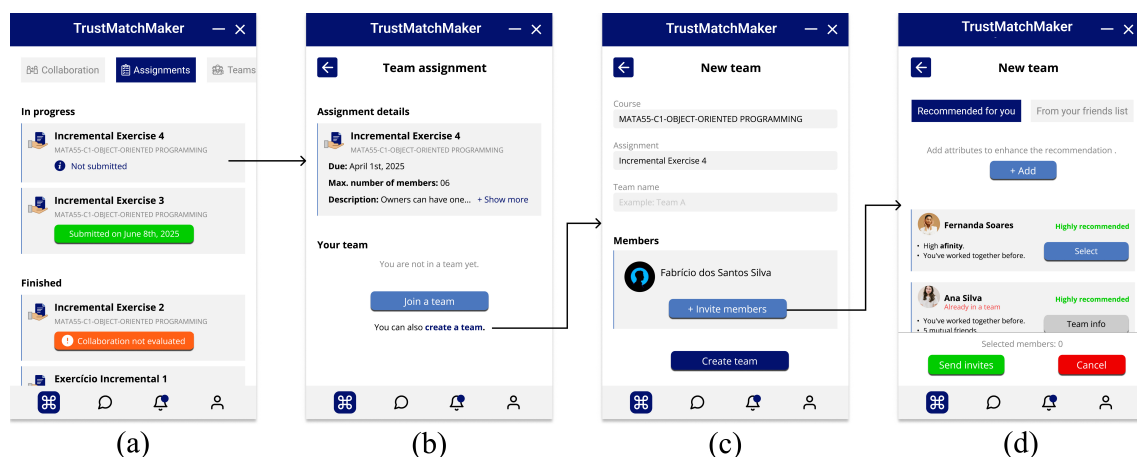 TrustMatchMaker
Collaboration
Assignments
Teams
In progress
Incremental Exercise 4
MATA55-C1-OBJECT-ORIENTED PROGRAMMING
Not submitted
Incremental Exercise 3
MATA55-C1-OBJECT-ORIENTED PROGRAMMING
Submitted on June 8th, 2025
Finished
Incremental Exercise 2
MATA55-C1-OBJECT-ORIENTED PROGRAMMING
Collaboration not evaluated
Exercício Incremental 1
(a)
TrustMatchMaker
Team assignment
Assignment details
Incremental Exercise 4
MATA55-C1-OBJECT-ORIENTED PROGRAMMING
Due: April 1st, 2025
Max. number of members: 06
Description: Owners can have one... + Show more
Your team
You are not in a team yet.
Join a team
You can also create a team.
(b)
TrustMatchMaker
New team
Course
MATA55-C1-OBJECT-ORIENTED PROGRAMMING
Assignment
Incremental Exercise 4
Team name
Example: Team A
Members
Fabrício dos Santos Silva
+ Invite members
Create team
(c)
TrustMatchMaker
New team
Recommended for you
From your friends list
Add attributes to enhance the recommendation .
+ Add
Fernanda Soares
Highly recommended
• High afinity.
• You've worked together before.
Select
Ana Silva
Already in a team
Highly recommended
• You've worked together before.
• 5 mutual friends
Team info
Selected members: 0
Send Invites
Cancel
(d)